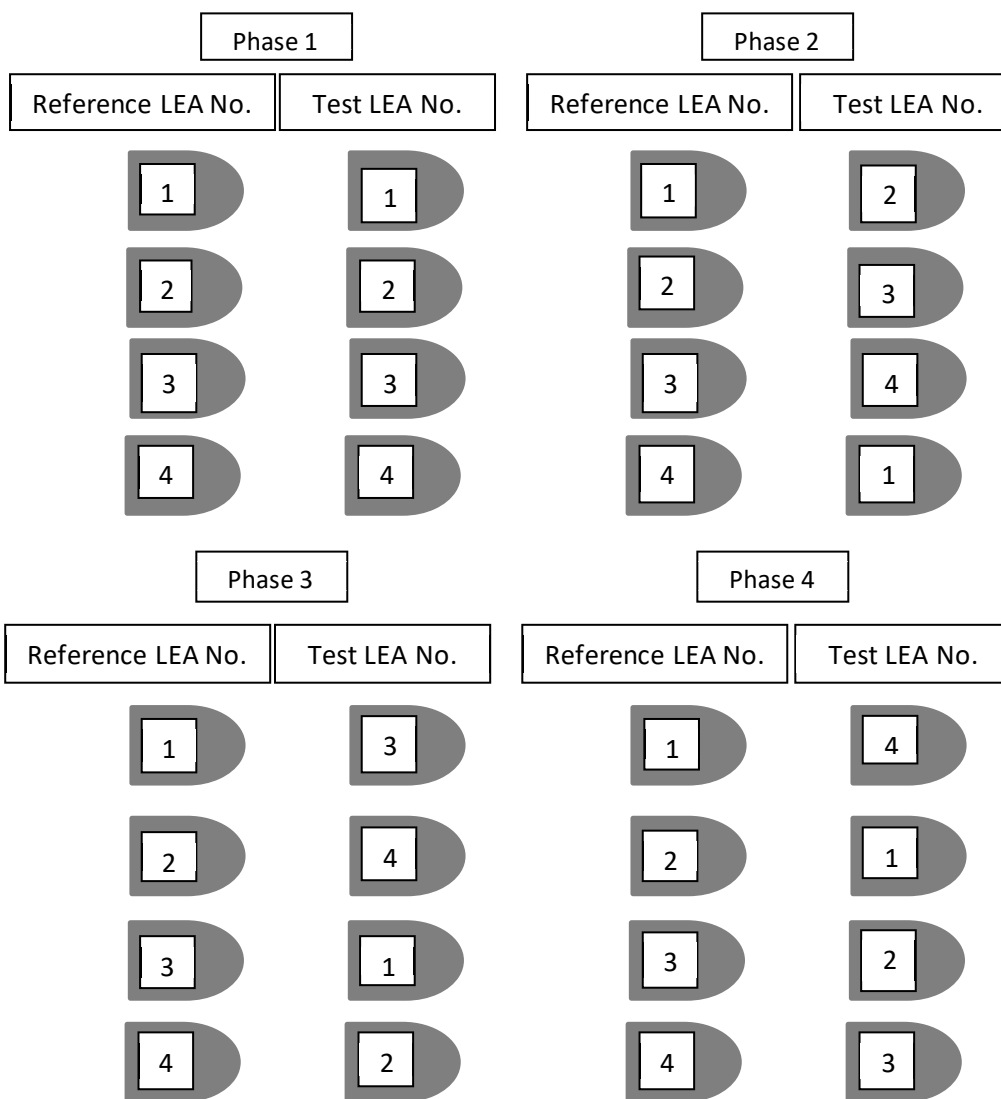 Phase 1
Phase 2
Reference LEA No. Test LEA No.
Reference LEA No. Test LEA No.
1 1
1 2
2 2
2 3
3 3
3 4
4 4
4 1
Phase 3
Phase 4
Reference LEA No. Test LEA No.
Reference LEA No. Test LEA No.
1 3
1 4
2 4
2 1
3 1
3 2
4 2
4 3